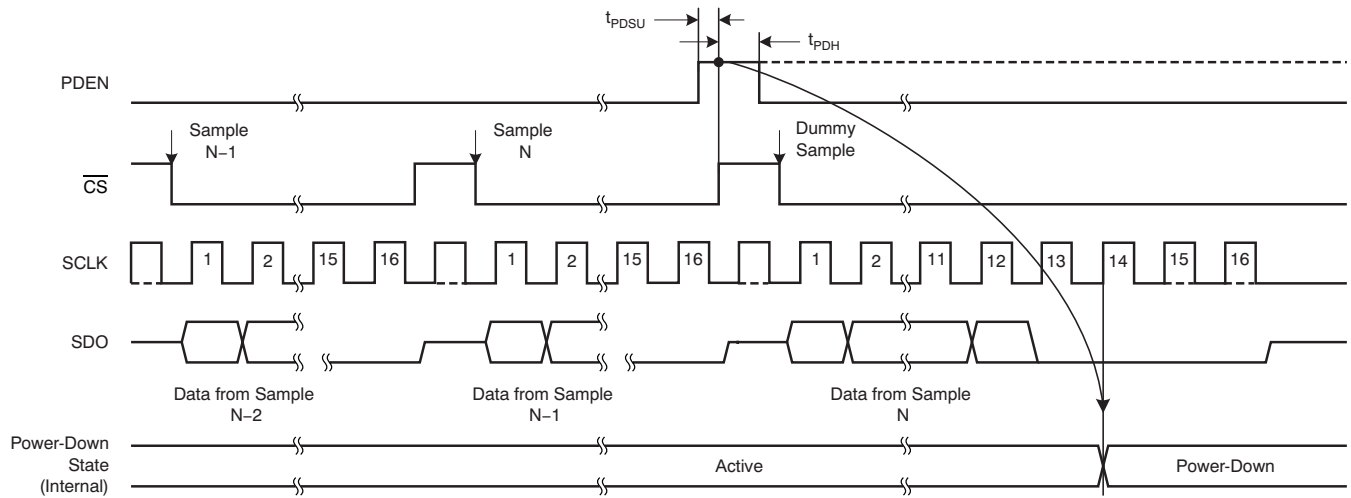 tPDSU
tPDH
PDEN
Sample
N−1
Sample
N
Dummy
Sample
CS
SCLK
1 2 15 16 1 2 15 16 1 2 11 12 13 14 15 16
SDO
Data from Sample
N−2
Data from Sample
N−1
Data from Sample
N
Power-Down
State
(Internal)
Active
Power-Down